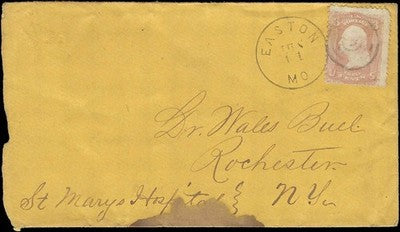 EASTON
11
MO
Dr. Wales Buel
Rochester
St Marys Hospital N.Y.